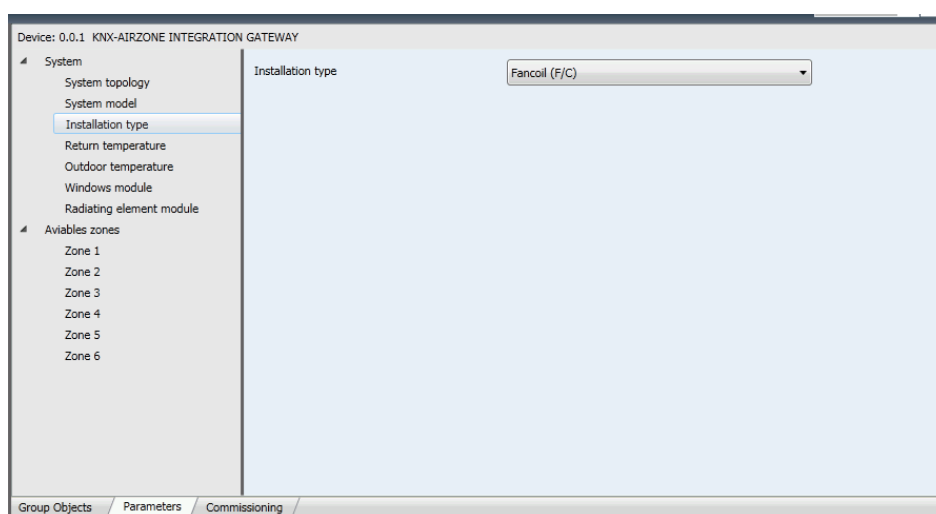 Device: 0.0.1 KNX-AIRZONE INTEGRATION GATEWAY
System
System topology
System model
Installation type
Return temperature
Outdoor temperature
Windows module
Radiating element module
Aviables zones
Zone 1
Zone 2
Zone 3
Zone 4
Zone 5
Zone 6
Installation type Fancoil (F/C)
Group Objects Parameters Commissioning